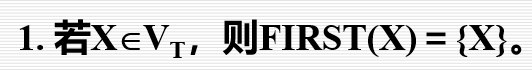 1. 若X∈V_T，则FIRST(X) = {X}。